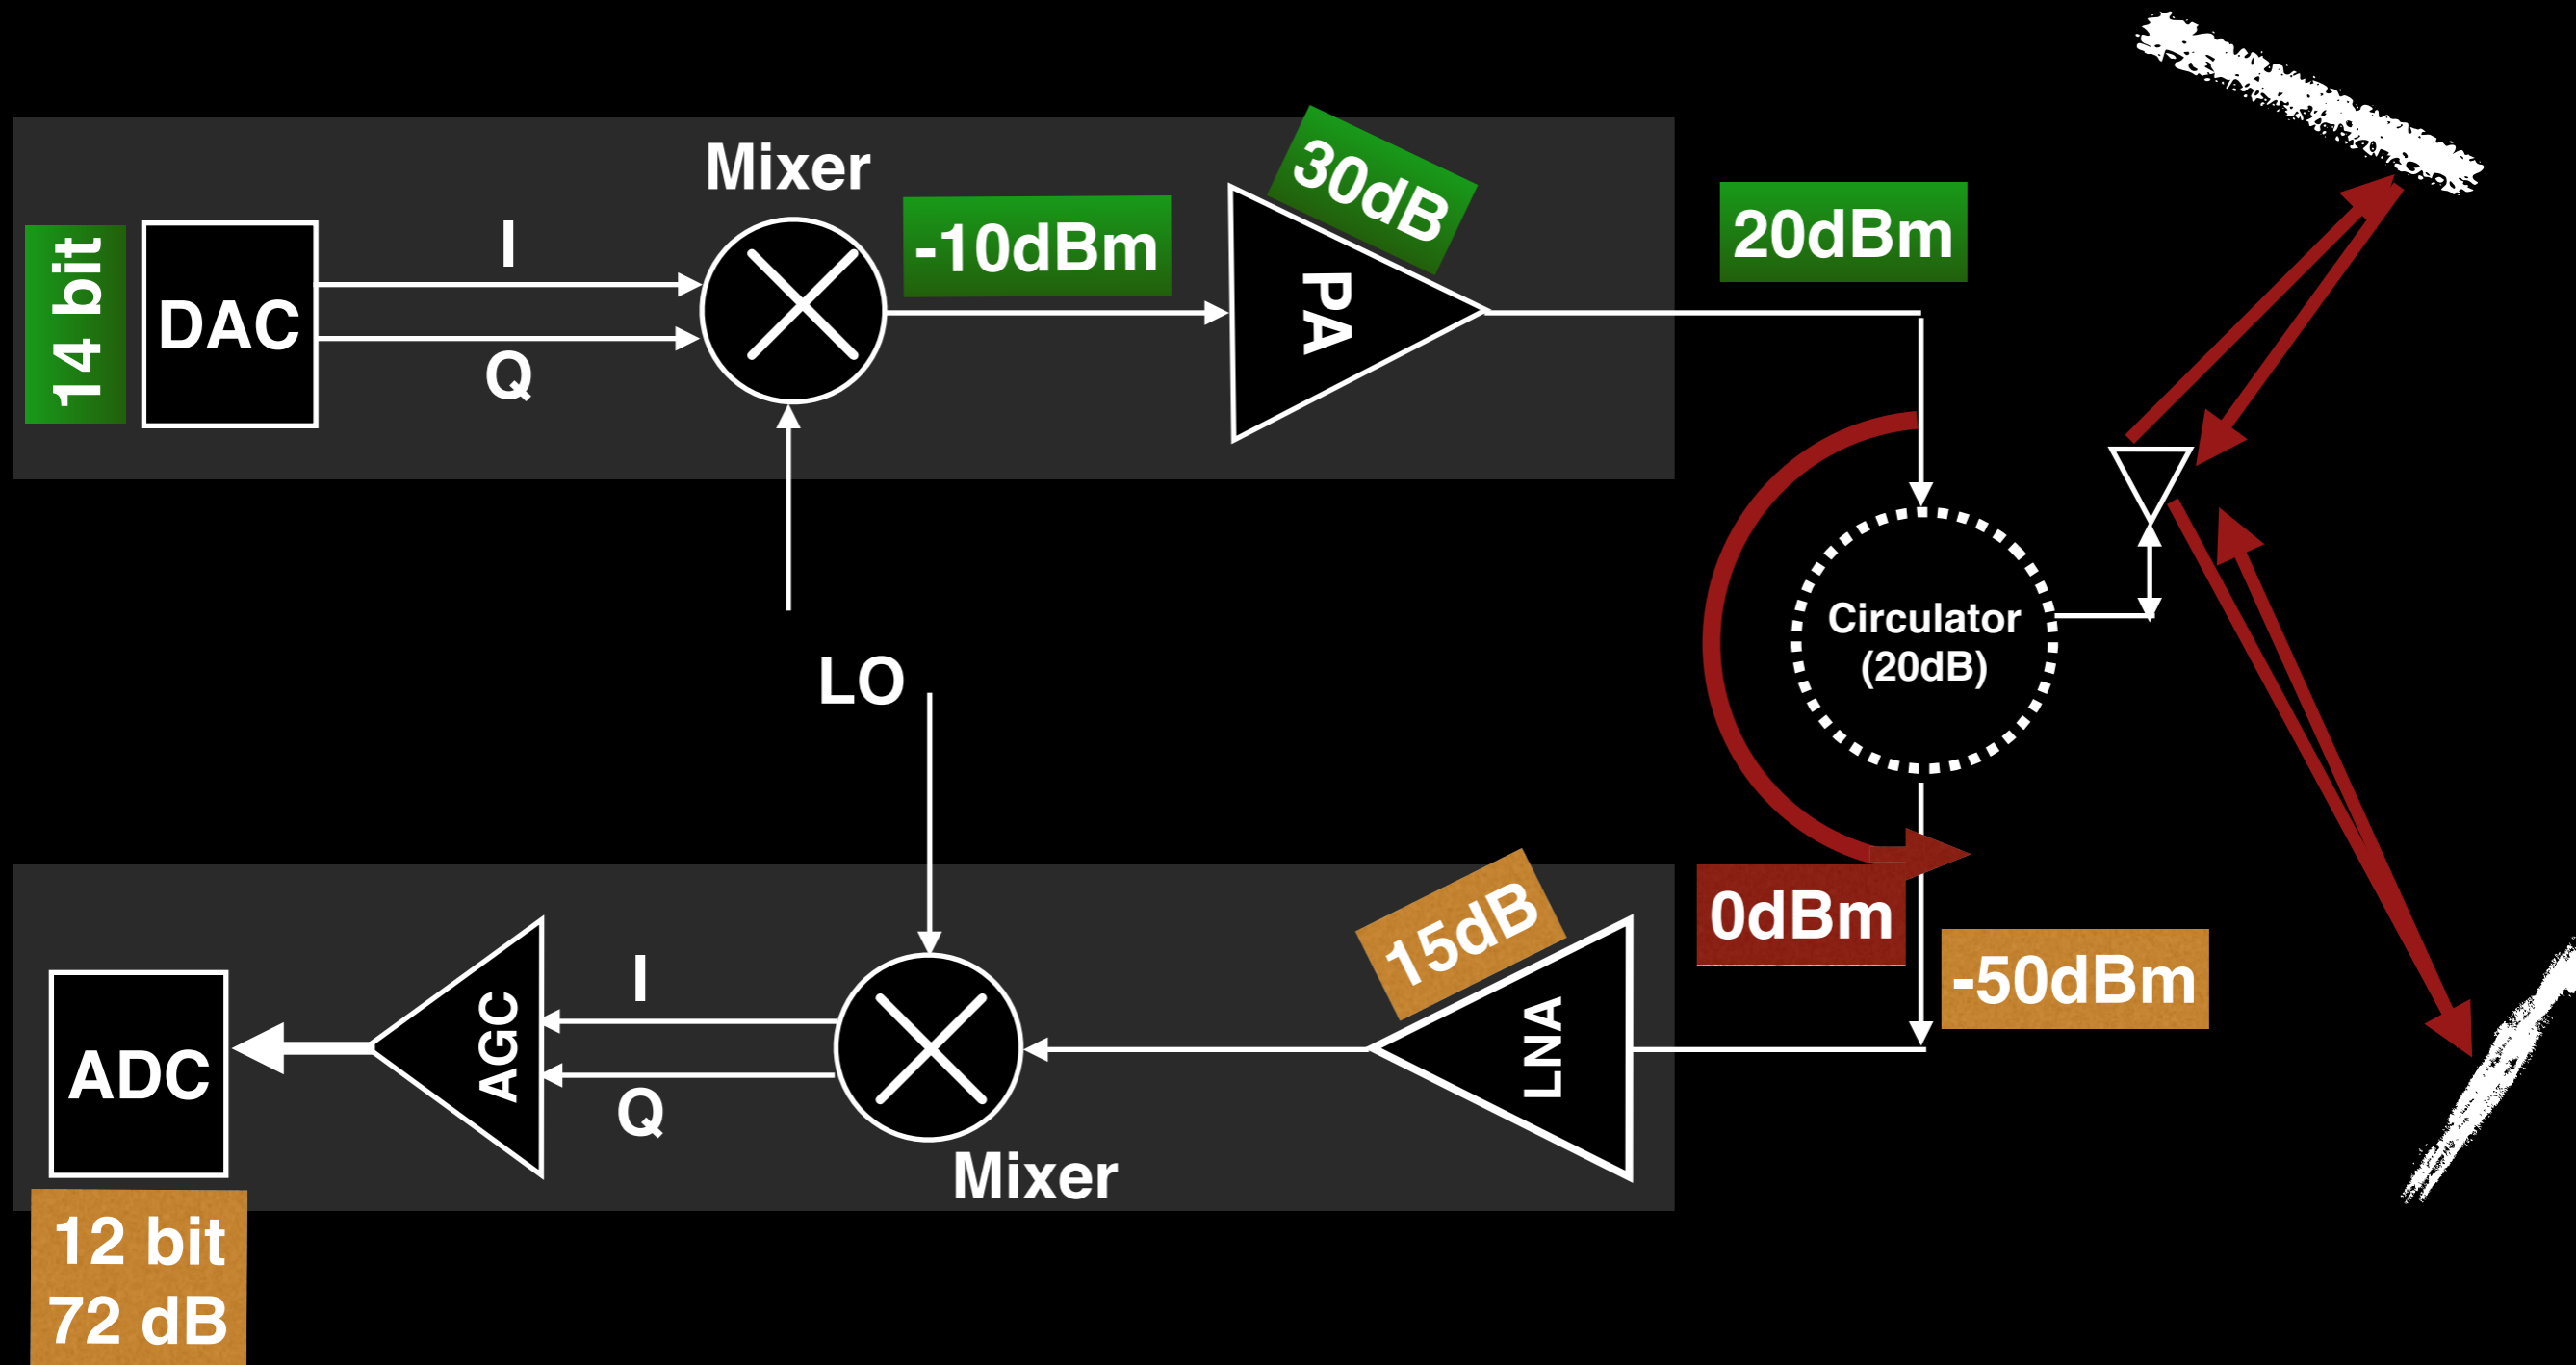 Mixer
30dB
14 bit
DAC
I
Q
-10dBm
PA
20dBm
LO
Circulator
(20dB)
0dBm
-50dBm
15dB
LNA
I
Q
Mixer
AGC
ADC
12 bit
72 dB